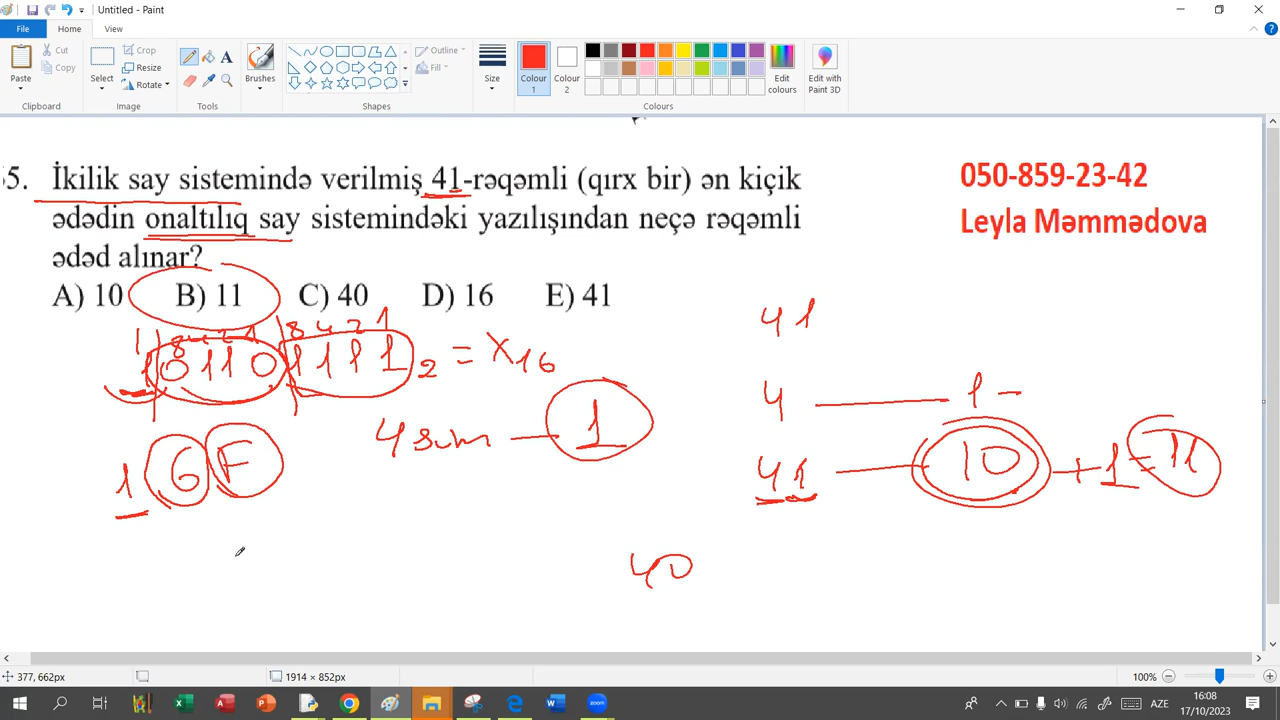 Untitled - Paint
File Home View
Paste
Cut
Copy
Clipboard
Select
Crop
Resize
Rotate
Image
Tools
Brushes
Shapes
Outline
Fill
Size
Colour 1
Colour 2
Edit colours
Colours
Edit with Paint 3D
5. İkilik say sistemində verilmiş 41-rəqəmli (qırx bir) ən kiçik
ədədin onaltılıq say sistemindəki yazılışından neçə rəqəmli
ədəd alınar?
A) 10 B) 11 C) 40 D) 16 E) 41
050-859-23-42
Leyla Məmmədova
1 8421 8421
1 0110 1111 2 = X16
1 6 F
4 sim — 1
41
4 — 1
41 — 10 + 1 = 11
40
377, 662px
1914 × 852px
100%
AZE
16:08
17/10/2023